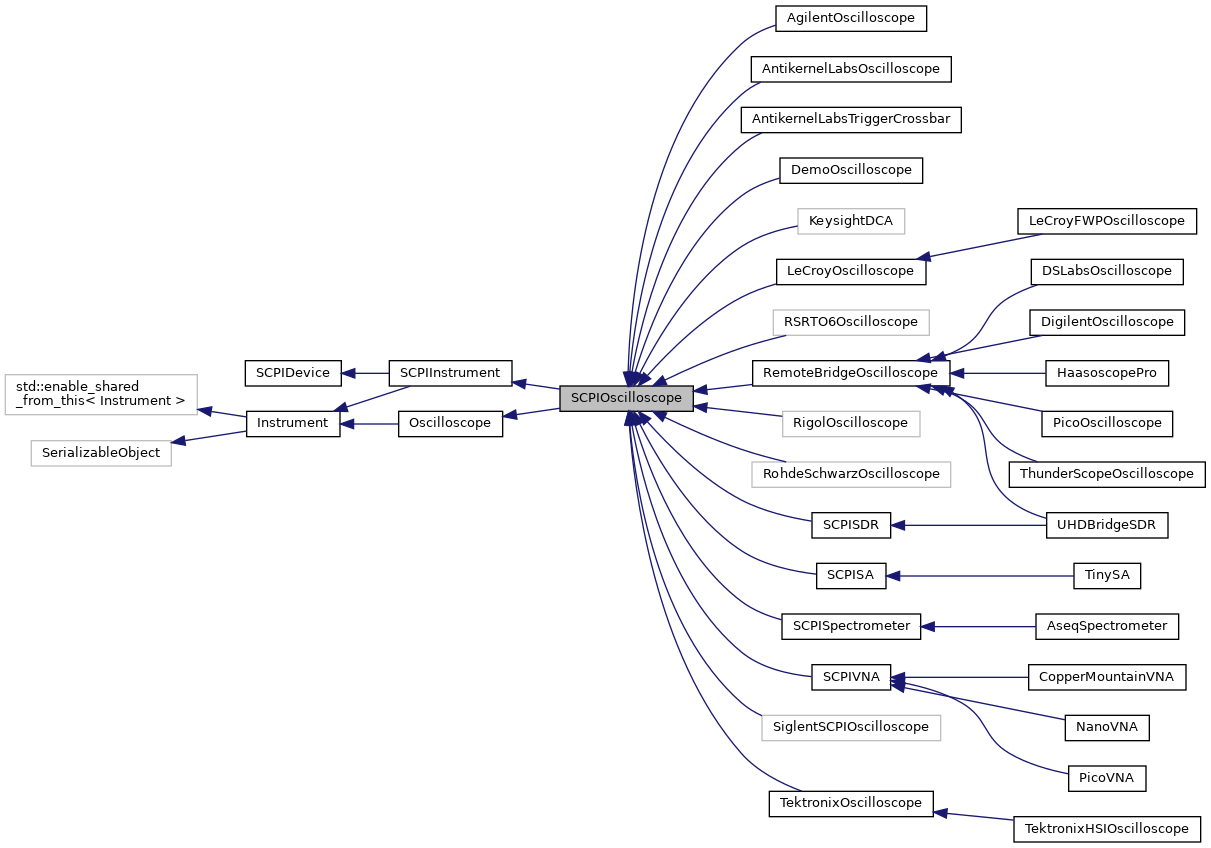 std::enable_shared
_from_this< Instrument >
SerializableObject
SCPIDevice
Instrument
SCPIInstrument
Oscilloscope
SCPIOscilloscope
AgilentOscilloscope
AntikernelLabsOscilloscope
AntikernelLabsTriggerCrossbar
DemoOscilloscope
KeysightDCA
LeCroyOscilloscope
RSRTO6Oscilloscope
RemoteBridgeOscilloscope
RigolOscilloscope
RohdeSchwarzOscilloscope
SCPISDR
SCPISA
SCPISpectrometer
SCPIVNA
SiglentSCPIOscilloscope
TektronixOscilloscope
LeCroyFWPOscilloscope
DSLabsOscilloscope
DigilentOscilloscope
HaasoscopePro
PicoOscilloscope
ThunderScopeOscilloscope
UHDBridgeSDR
TinySA
AseqSpectrometer
CopperMountainVNA
NanoVNA
PicoVNA
TektronixHSIOscilloscope